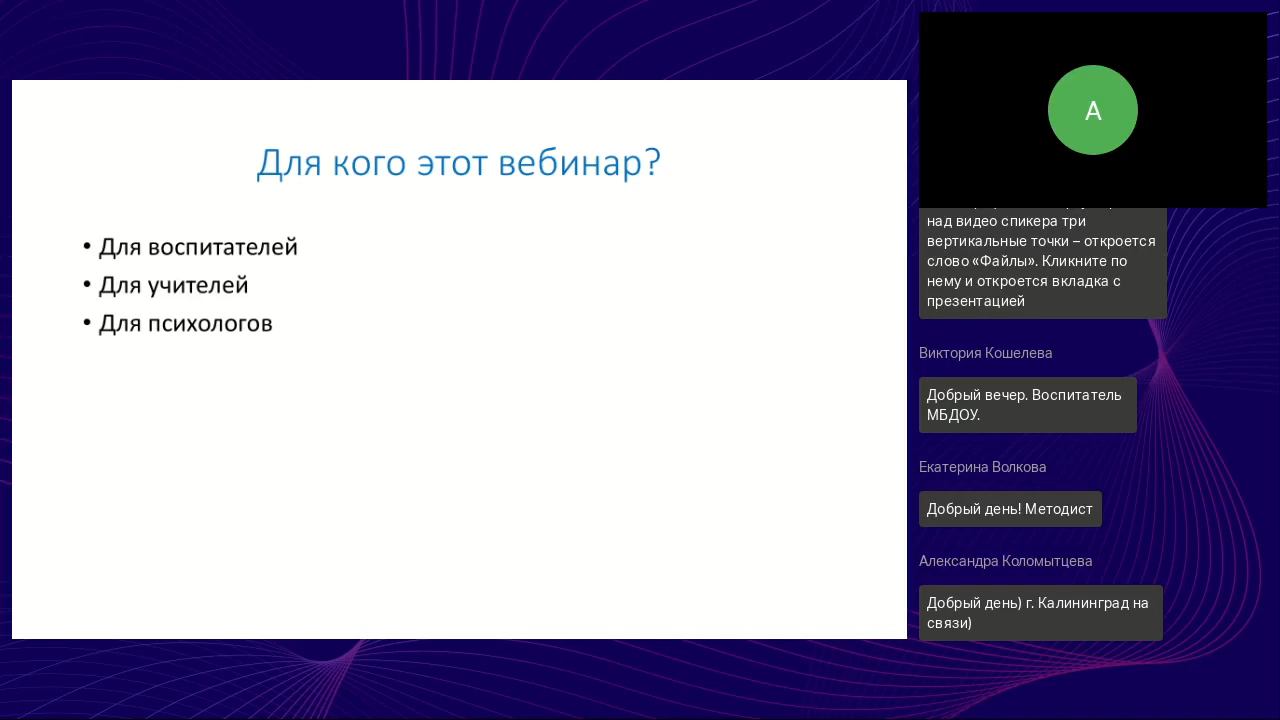 Для кого этот вебинар?
• Для воспитателей
• Для учителей
• Для психологов
А
над видео спикера три
вертикальные точки – откроется
слово «Файлы». Кликните по
нему и откроется вкладка с
презентацией
Виктория Кошелева
Добрый вечер. Воспитатель
МБДОУ.
Екатерина Волкова
Добрый день! Методист
Александра Коломытцева
Добрый день) г. Калининград на
связи)